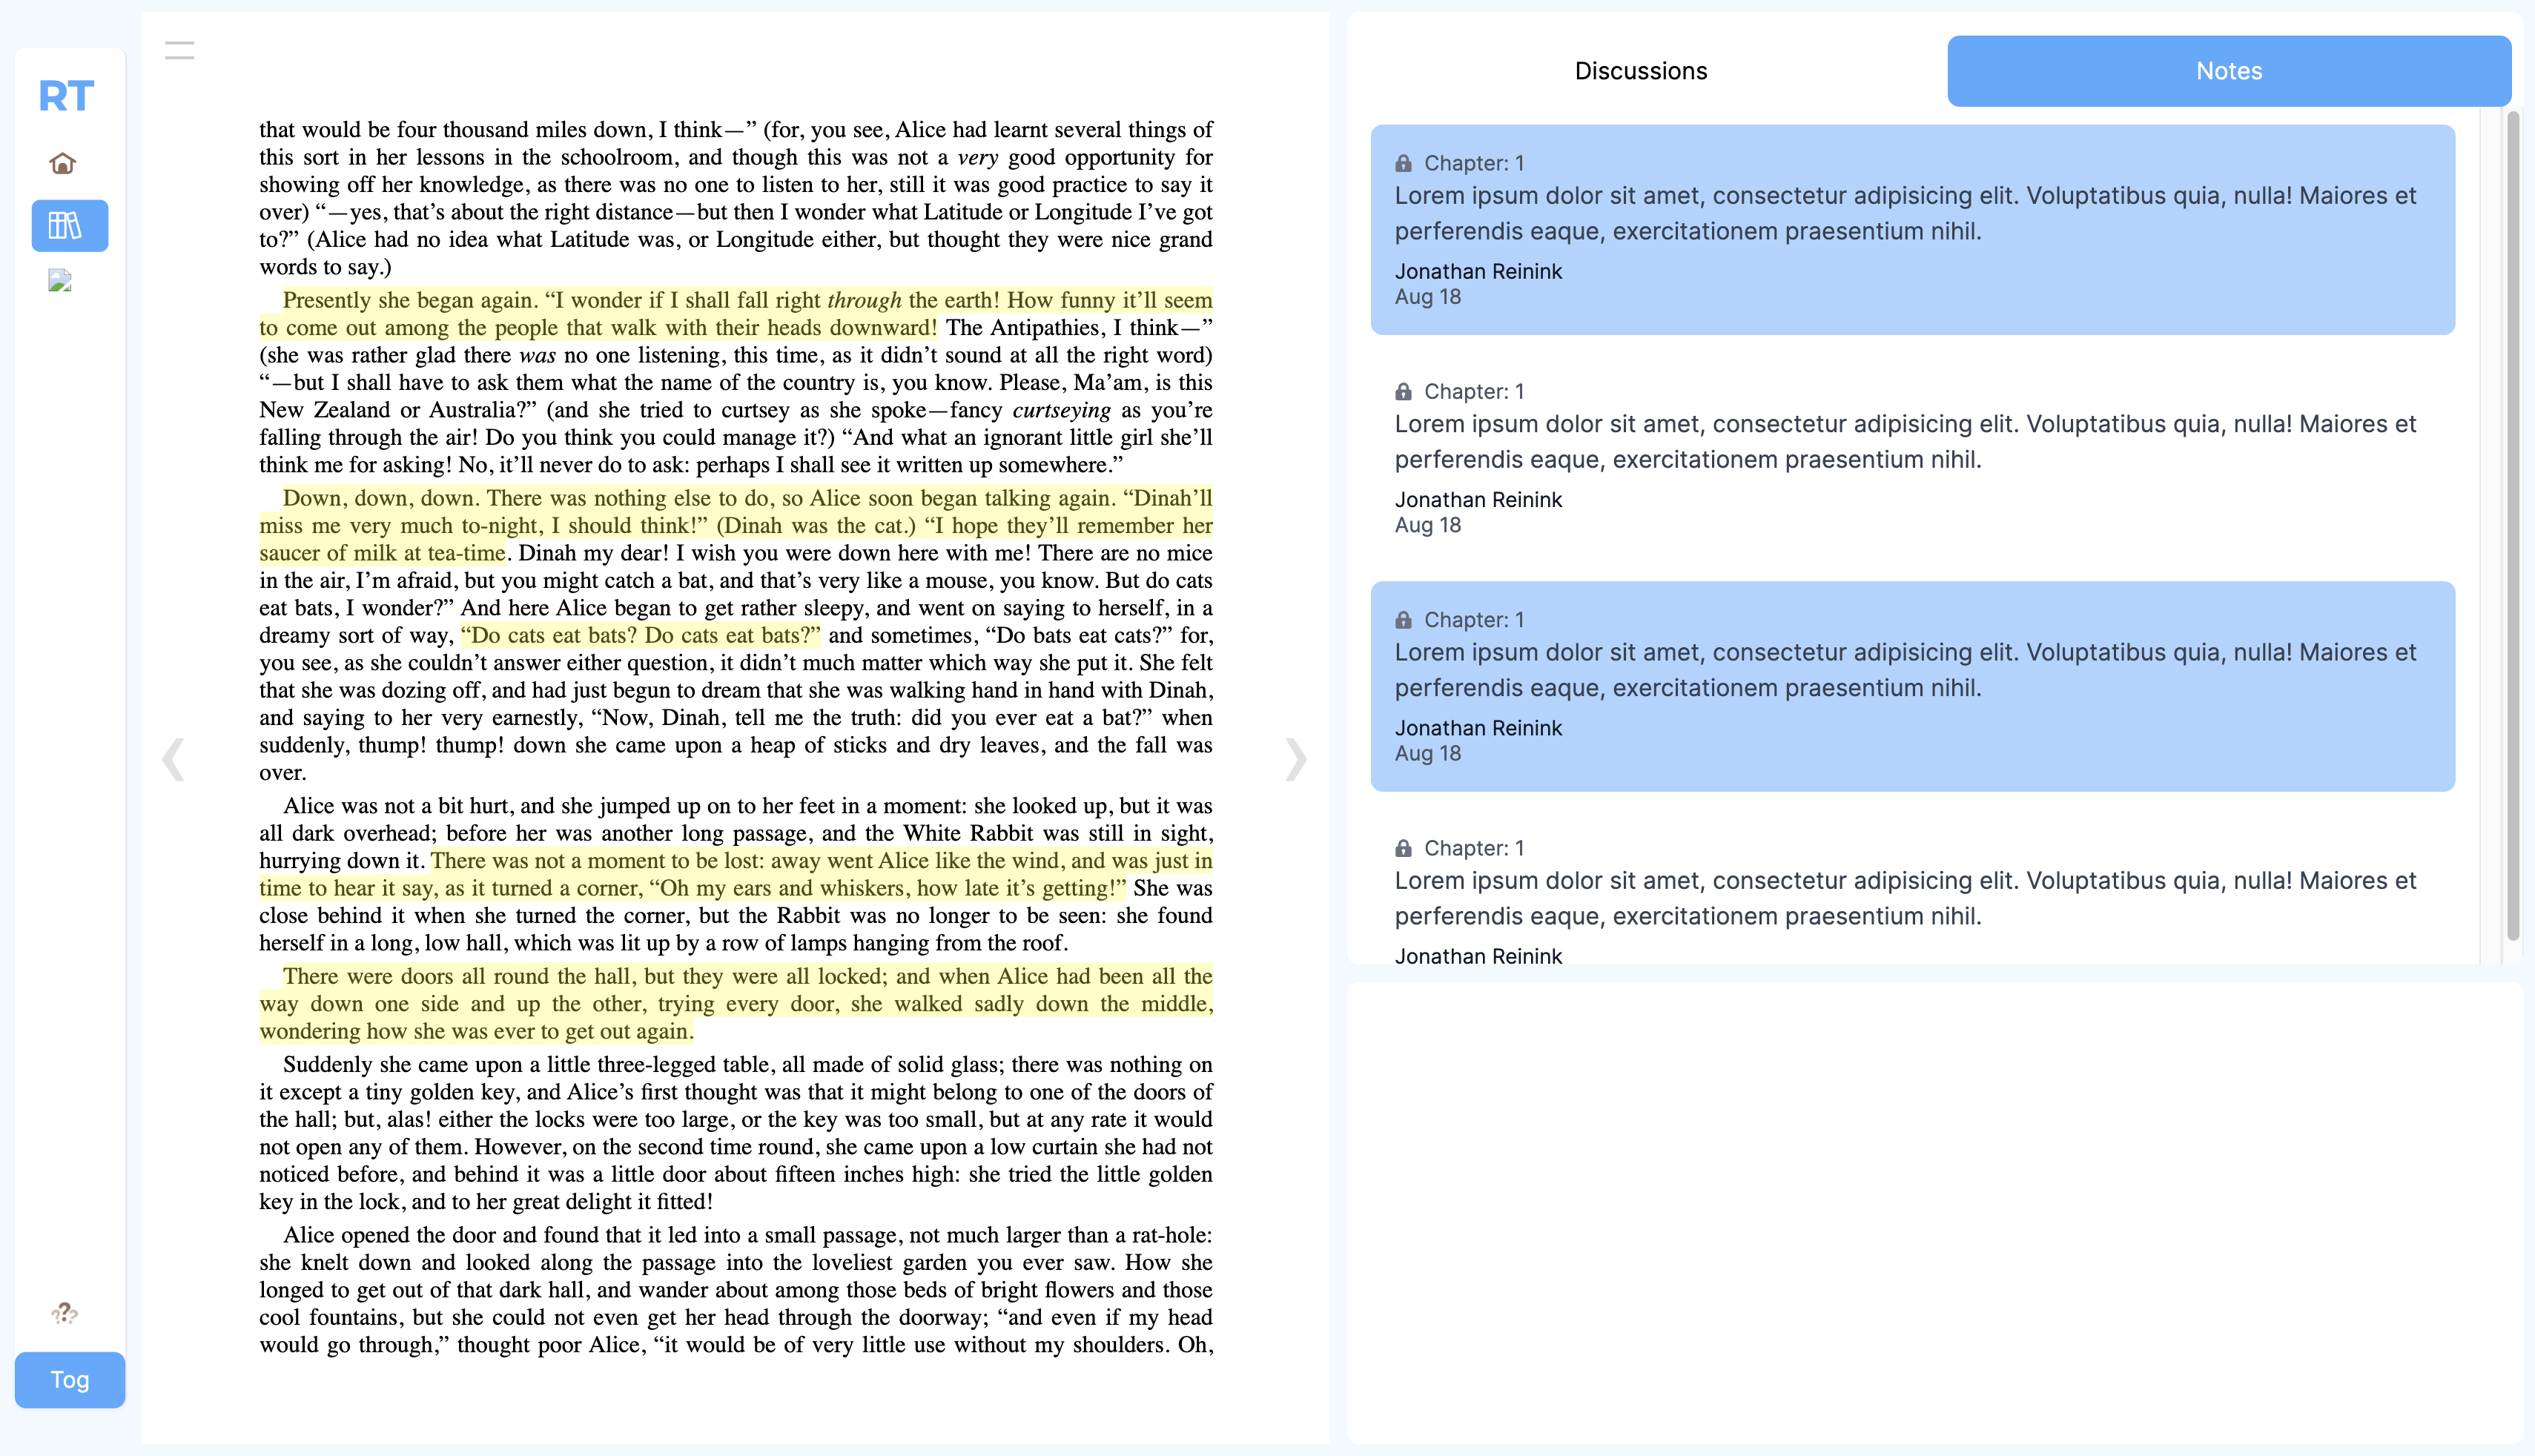 RT
Tog
that would be four thousand miles down, I think—” (for, you see, Alice had learnt several things of
this sort in her lessons in the schoolroom, and though this was not a very good opportunity for
showing off her knowledge, as there was no one to listen to her, still it was good practice to say it
over) “—yes, that’s about the right distance—but then I wonder what Latitude or Longitude I’ve got
to?” (Alice had no idea what Latitude was, or Longitude either, but thought they were nice grand
words to say.)
Presently she began again. “I wonder if I shall fall right through the earth! How funny it’ll seem
to come out among the people that walk with their heads downward! The Antipathies, I think—”
(she was rather glad there was no one listening, this time, as it didn’t sound at all the right word)
“—but I shall have to ask them what the name of the country is, you know. Please, Ma’am, is this
New Zealand or Australia?” (and she tried to curtsey as she spoke—fancy curtseying as you’re
falling through the air! Do you think you could manage it?) “And what an ignorant little girl she’ll
think me for asking! No, it’ll never do to ask: perhaps I shall see it written up somewhere.”
Down, down, down. There was nothing else to do, so Alice soon began talking again. “Dinah’ll
miss me very much to-night, I should think!” (Dinah was the cat.) “I hope they’ll remember her
saucer of milk at tea-time. Dinah my dear! I wish you were down here with me! There are no mice
in the air, I’m afraid, but you might catch a bat, and that’s very like a mouse, you know. But do cats
eat bats, I wonder?” And here Alice began to get rather sleepy, and went on saying to herself, in a
dreamy sort of way, “Do cats eat bats? Do cats eat bats?” and sometimes, “Do bats eat cats?” for,
you see, as she couldn’t answer either question, it didn’t much matter which way she put it. She felt
that she was dozing off, and had just begun to dream that she was walking hand in hand with Dinah,
and saying to her very earnestly, “Now, Dinah, tell me the truth: did you ever eat a bat?” when
suddenly, thump! thump! down she came upon a heap of sticks and dry leaves, and the fall was
over.
Alice was not a bit hurt, and she jumped up on to her feet in a moment: she looked up, but it was
all dark overhead; before her was another long passage, and the White Rabbit was still in sight,
hurrying down it. There was not a moment to be lost: away went Alice like the wind, and was just in
time to hear it say, as it turned a corner, “Oh my ears and whiskers, how late it’s getting!” She was
close behind it when she turned the corner, but the Rabbit was no longer to be seen: she found
herself in a long, low hall, which was lit up by a row of lamps hanging from the roof.
There were doors all round the hall, but they were all locked; and when Alice had been all the
way down one side and up the other, trying every door, she walked sadly down the middle,
wondering how she was ever to get out again.
Suddenly she came upon a little three-legged table, all made of solid glass; there was nothing on
it except a tiny golden key, and Alice’s first thought was that it might belong to one of the doors of
the hall; but, alas! either the locks were too large, or the key was too small, but at any rate it would
not open any of them. However, on the second time round, she came upon a low curtain she had not
noticed before, and behind it was a little door about fifteen inches high: she tried the little golden
key in the lock, and to her great delight it fitted!
Alice opened the door and found that it led into a small passage, not much larger than a rat-hole:
she knelt down and looked along the passage into the loveliest garden you ever saw. How she
longed to get out of that dark hall, and wander about among those beds of bright flowers and those
cool fountains, but she could not even get her head through the doorway; “and even if my head
would go through,” thought poor Alice, “it would be of very little use without my shoulders. Oh,
Discussions
Notes
Chapter: 1
Lorem ipsum dolor sit amet, consectetur adipisicing elit. Voluptatibus quia, nulla! Maiores et
perferendis eaque, exercitationem praesentium nihil.
Jonathan Reinink
Aug 18
Chapter: 1
Lorem ipsum dolor sit amet, consectetur adipisicing elit. Voluptatibus quia, nulla! Maiores et
perferendis eaque, exercitationem praesentium nihil.
Jonathan Reinink
Aug 18
Chapter: 1
Lorem ipsum dolor sit amet, consectetur adipisicing elit. Voluptatibus quia, nulla! Maiores et
perferendis eaque, exercitationem praesentium nihil.
Jonathan Reinink
Aug 18
Chapter: 1
Lorem ipsum dolor sit amet, consectetur adipisicing elit. Voluptatibus quia, nulla! Maiores et
perferendis eaque, exercitationem praesentium nihil.
Jonathan Reinink